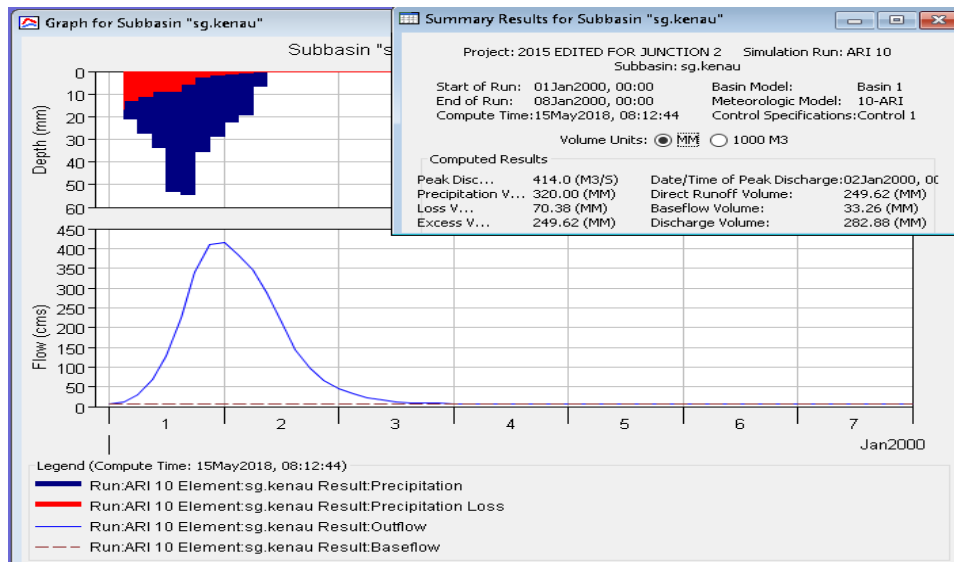 Graph for Subbasin "sg.kenau"
Subbasin "s
0
10
20
30
40
50
60
Depth (mm)
450
400
350
300
250
200
150
100
50
0
Flow (cms)
1 2 3 4 5 6 7
Jan2000
Legend (Compute Time: 15May2018, 08:12:44)
Run:ARI 10 Element:sg.kenau Result:Precipitation
Run:ARI 10 Element:sg.kenau Result:Precipitation Loss
Run:ARI 10 Element:sg.kenau Result:Outflow
Run:ARI 10 Element:sg.kenau Result:Baseflow
Summary Results for Subbasin "sg.kenau"
Project: 2015 EDITED FOR JUNCTION 2 Simulation Run: ARI 10
Subbasin: sg.kenau
Start of Run: 01Jan2000, 00:00 Basin Model: Basin 1
End of Run: 08Jan2000, 00:00 Meteorologic Model: 10-ARI
Compute Time:15May2018, 08:12:44 Control Specifications:Control 1
Volume Units: MM 1000 M3
Computed Results
Peak Disc... 414.0 (M3/S) Date/Time of Peak Discharge:02Jan2000, 00
Precipitation V... 320.00 (MM) Direct Runoff Volume: 249.62 (MM)
Loss V... 70.38 (MM) Baseflow Volume: 33.26 (MM)
Excess V... 249.62 (MM) Discharge Volume: 282.88 (MM)